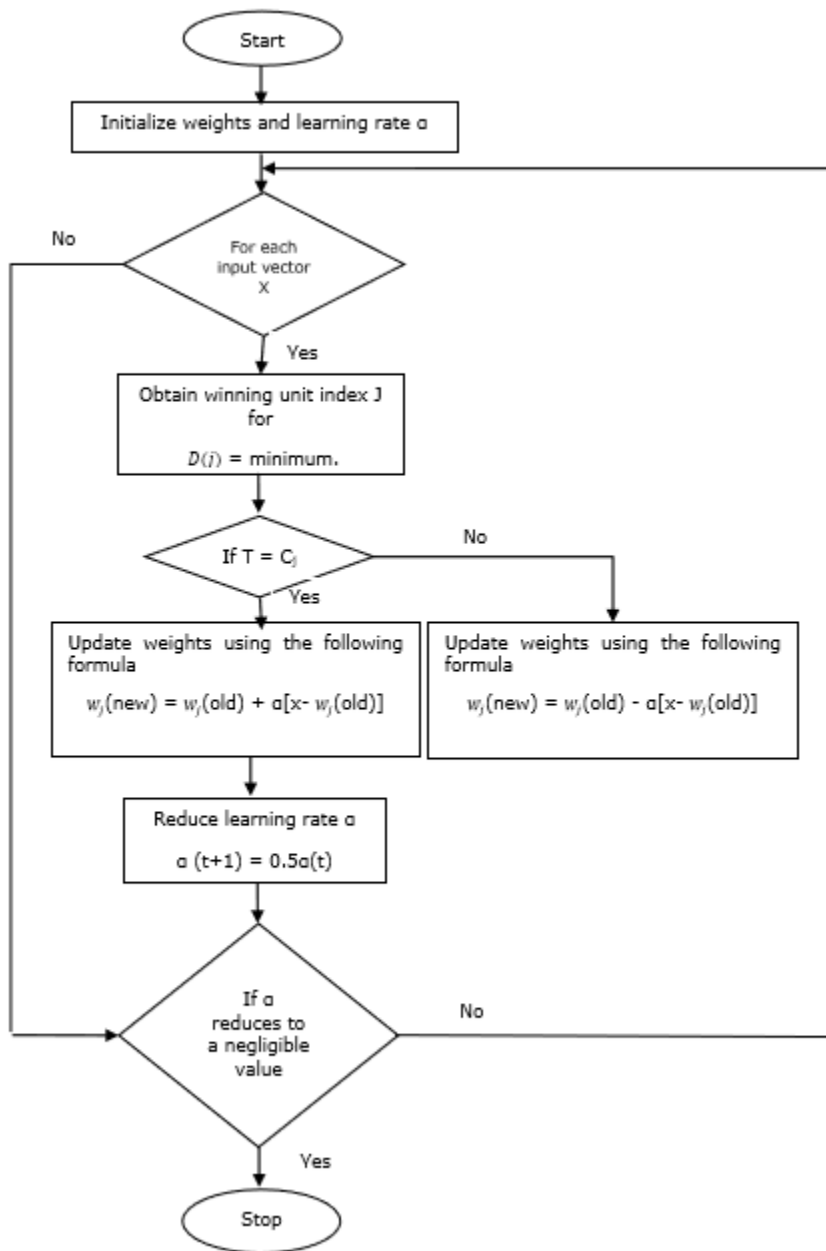 Start
Initialize weights and learning rate α
No
For each
input vector
X
Yes
Obtain winning unit index J
for
D(j) = minimum.
If T = Cj
No
Yes
Update weights using the following
formula
wj(new) = wj(old) + α[x- wj(old)]
Update weights using the following
formula
wj(new) = wj(old) - α[x- wj(old)]
Reduce learning rate α
α (t+1) = 0.5α(t)
If α
reduces to
a negligible
value
No
Yes
Stop